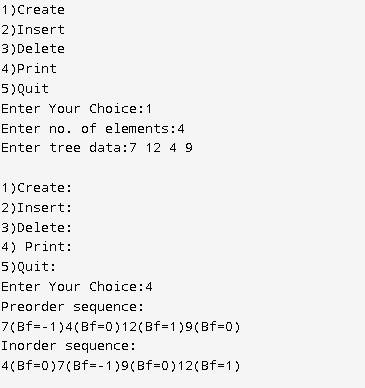 1)Create
2)Insert
3)Delete
4)Print
5)Quit
Enter Your Choice:1
Enter no. of elements:4
Enter tree data:7 12 4 9
1)Create:
2)Insert:
3)Delete:
4) Print:
5)Quit:
Enter Your Choice:4
Preorder sequence:
7(Bf=-1)4(Bf=0)12(Bf=1)9(Bf=0)
Inorder sequence:
4(Bf=0)7(Bf=-1)9(Bf=0)12(Bf=1)